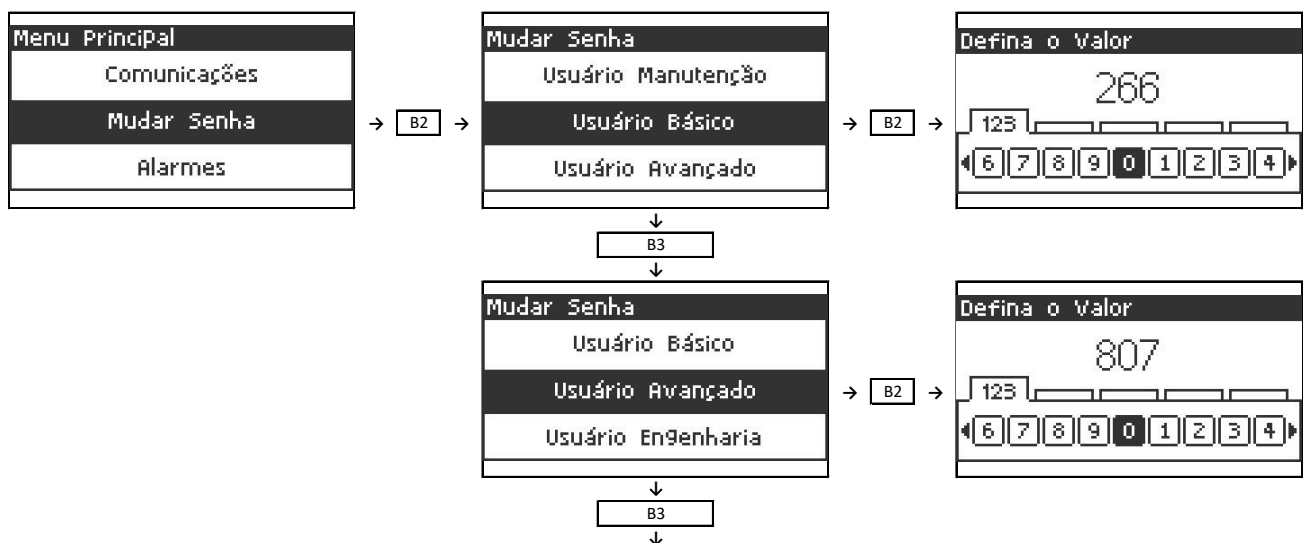 Menu Principal
Comunicações
Mudar Senha
Alarmes
→ B2 →
Mudar Senha
Usuário Manutenção
Usuário Básico
Usuário Avançado
→ B2 →
Defina o Valor
266
123
6 7 8 9 0 1 2 3 4
↓
B3
↓
Mudar Senha
Usuário Básico
Usuário Avançado
Usuário Engenharia
→ B2 →
Defina o Valor
807
123
6 7 8 9 0 1 2 3 4
↓
B3
↓